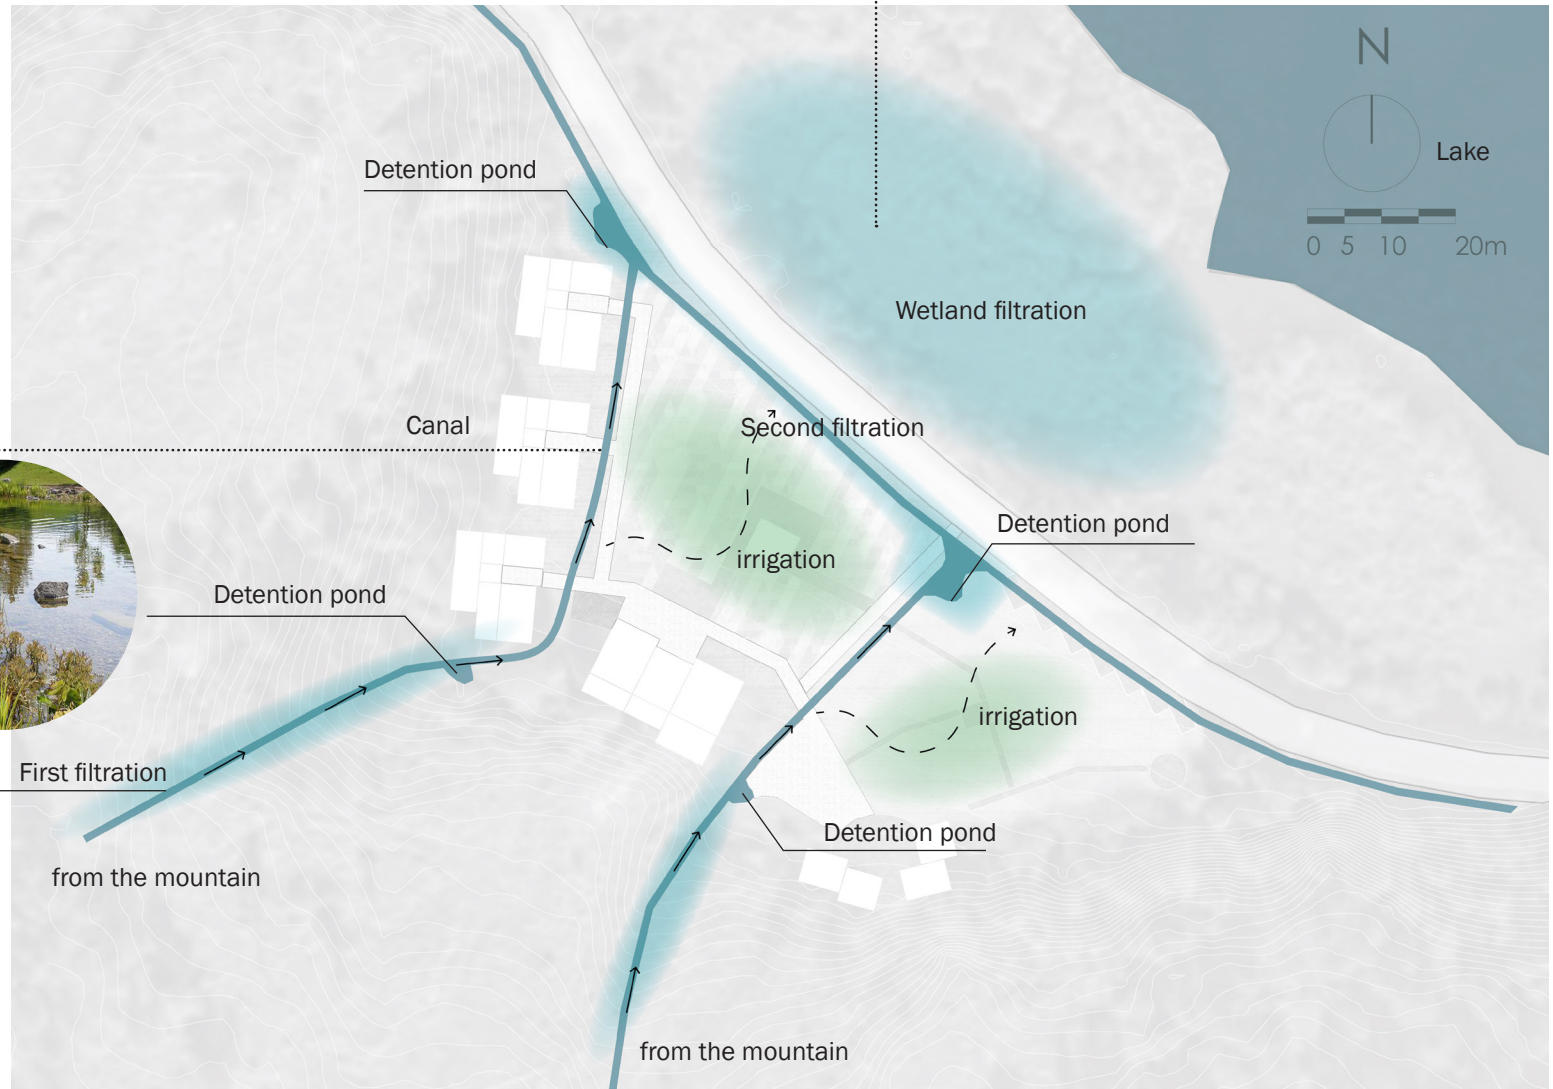 N
Lake
Detention pond
0 5 10 20m
Wetland filtration
Canal
Second filtration
Detention pond
irrigation
Detention pond
irrigation
First filtration
Detention pond
from the mountain
from the mountain